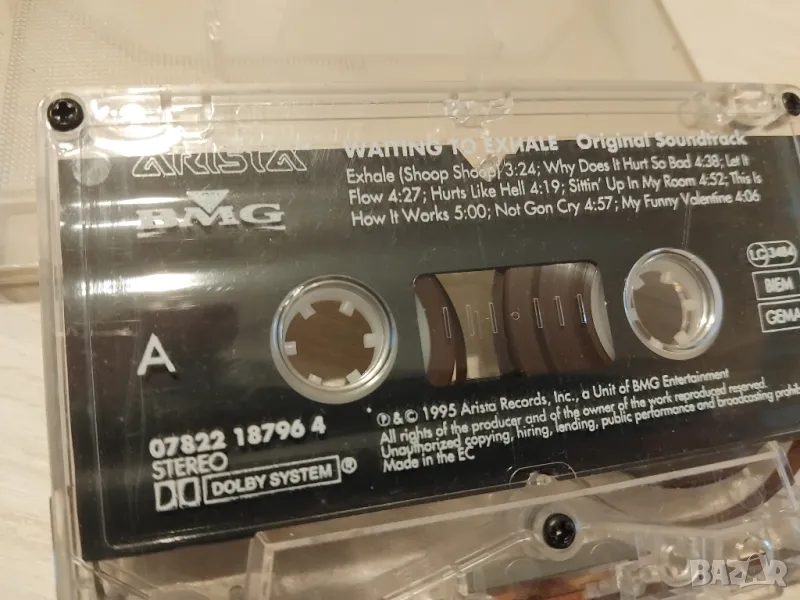 ARISTA
BMG
WAITING TO EXHALE Original Soundtrack
Exhale (Shoop Shoop) 3:24; Why Does It Hurt So Bad 4:38; Let It
Flow 4:27; Hurts Like Hell 4:19; Sittin' Up In My Room 4:52; This Is
How It Works 5:00; Not Gon Cry 4:57; My Funny Valentine 4:06
LC 3484
BIEM
GEMA
A
07822 18796 4
STEREO
DOLBY SYSTEM ®
℗ & © 1995 Arista Records, Inc., a Unit of BMG Entertainment
All rights of the producer and of the owner of the work reproduced reserved.
Unauthorized copying, hiring, lending, public performance and broadcasting prohib
Made in the EC
BAZAR